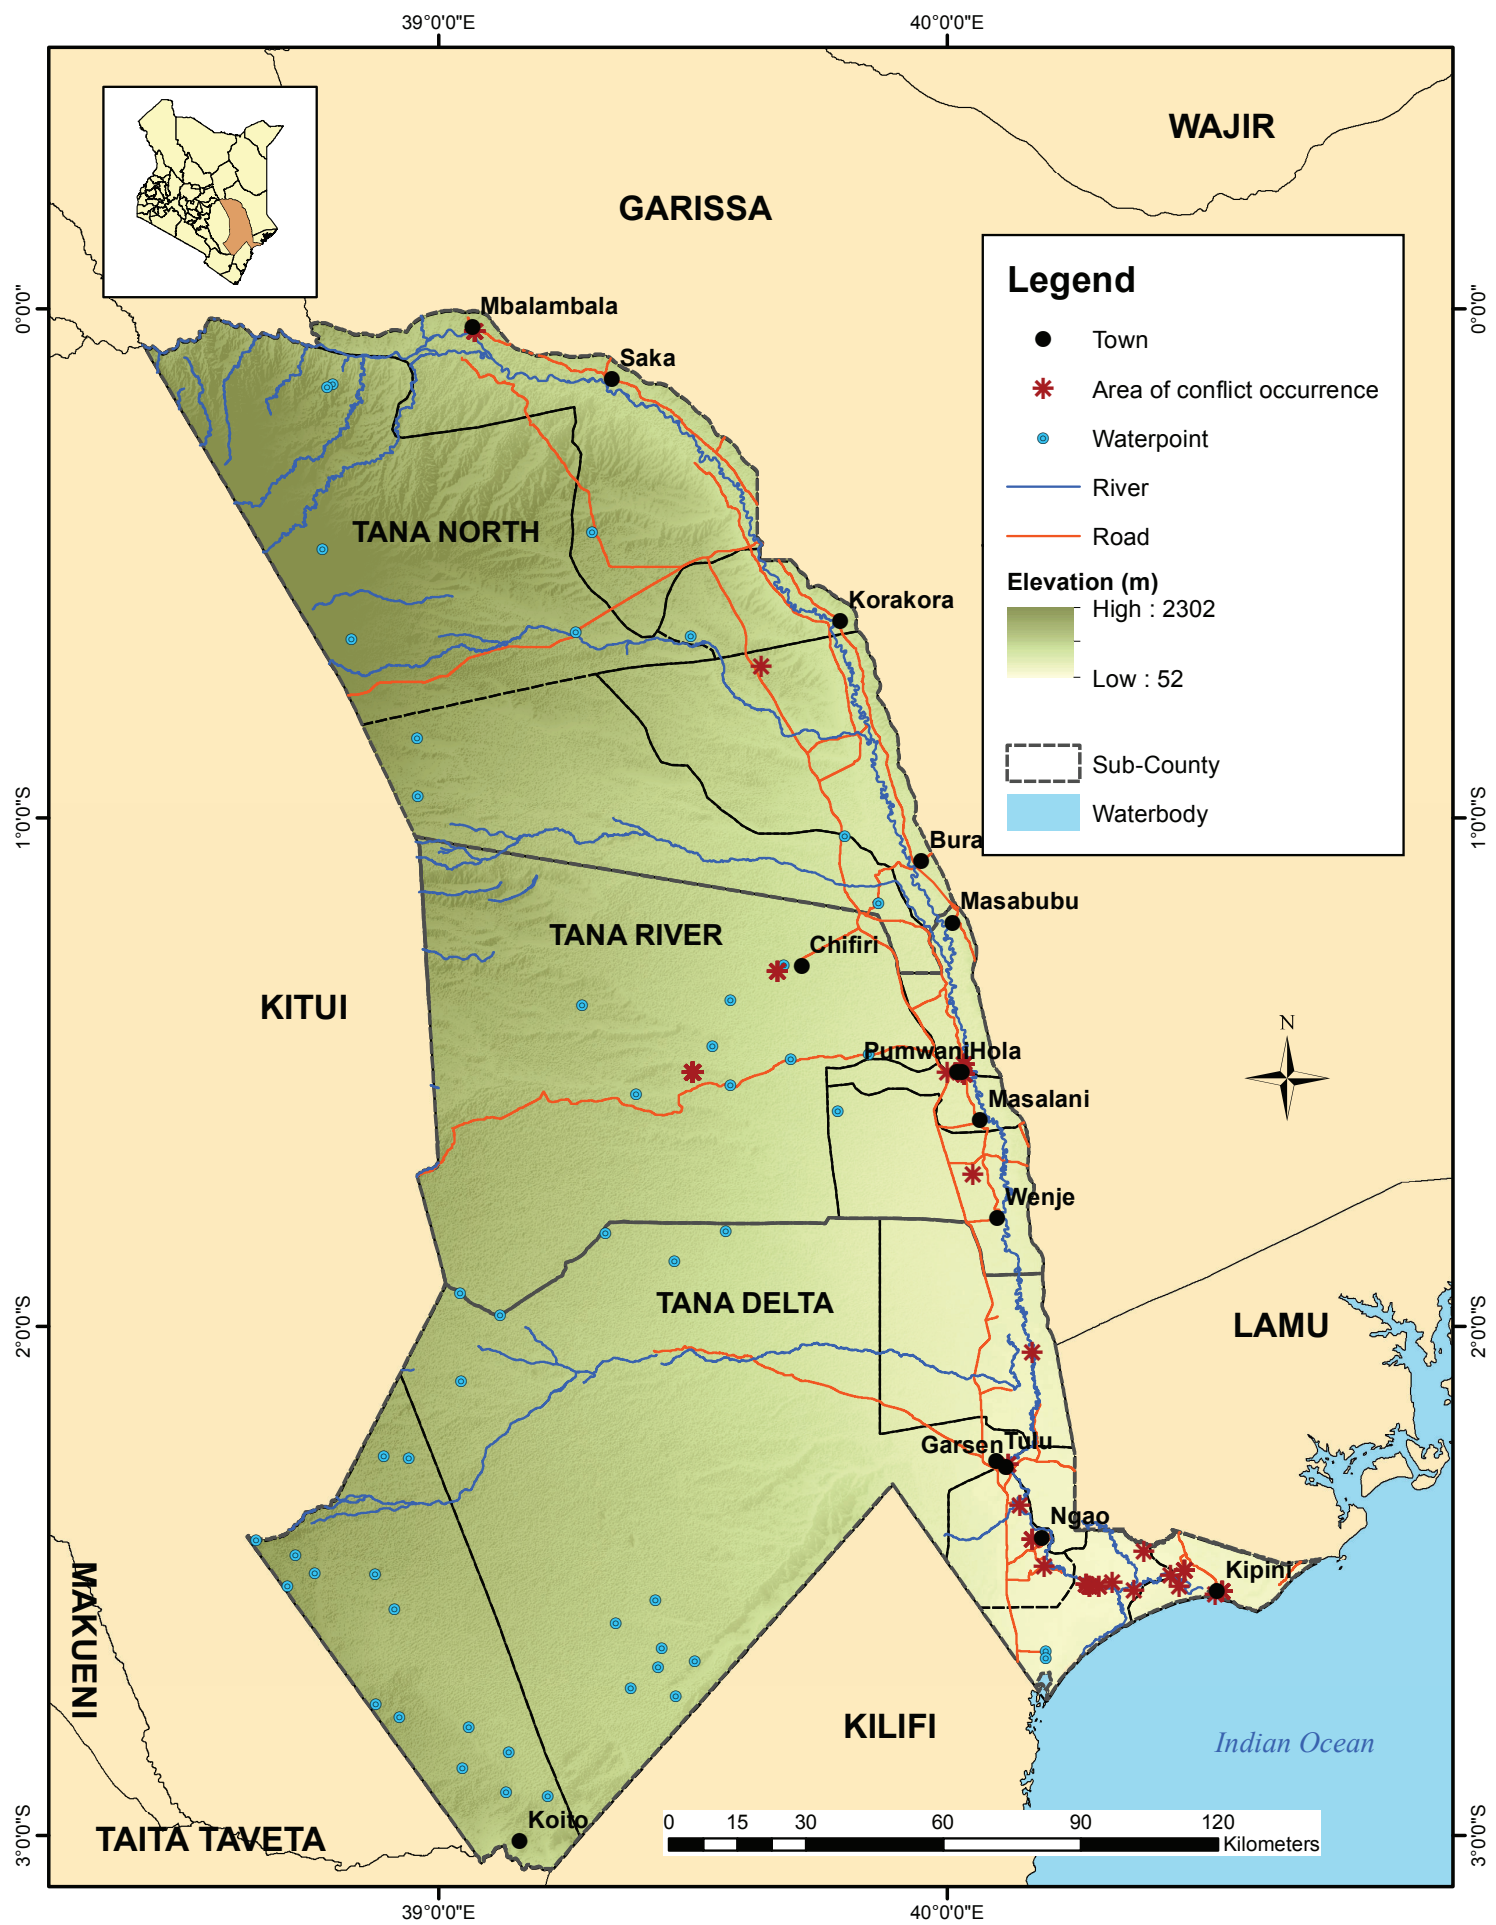 39°0'0"E
40°0'0"E
WAJIR
GARISSA
Legend
Town
Area of conflict occurrence
Waterpoint
River
Road
Elevation (m)
High : 2302
Low : 52
Sub-County
Waterbody
0°0'0"
0°0'0"
Mbalambala
Saka
TANA NORTH
Korakora
1°0'0"S
1°0'0"S
Bura
Masabubu
TANA RIVER
Chifiri
KITUI
N
Pumwani
Hola
Masalani
Wenje
TANA DELTA
LAMU
2°0'0"S
2°0'0"S
Garsen
Tulu
Ngao
Kipini
MAKUENI
KILIFI
Indian Ocean
Koito
TAITA TAVETA
0 15 30 60 90 120
Kilometers
3°0'0"S
3°0'0"S
39°0'0"E
40°0'0"E